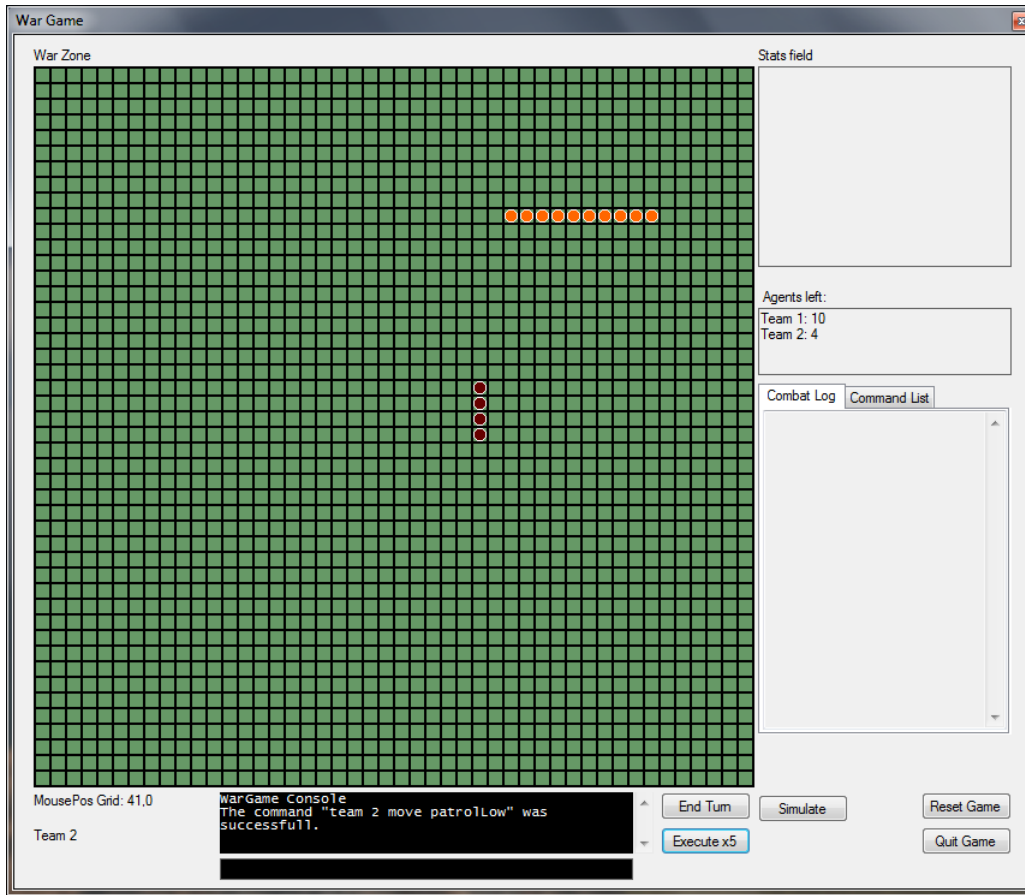 War Game
War Zone
Stats field
Agents left:
Team 1: 10
Team 2: 4
Combat Log
Command List
MousePos Grid: 41,0
Team 2
WarGame Console
The command "team 2 move patrolLow" was
successfull.
End Turn
Execute x5
Simulate
Reset Game
Quit Game